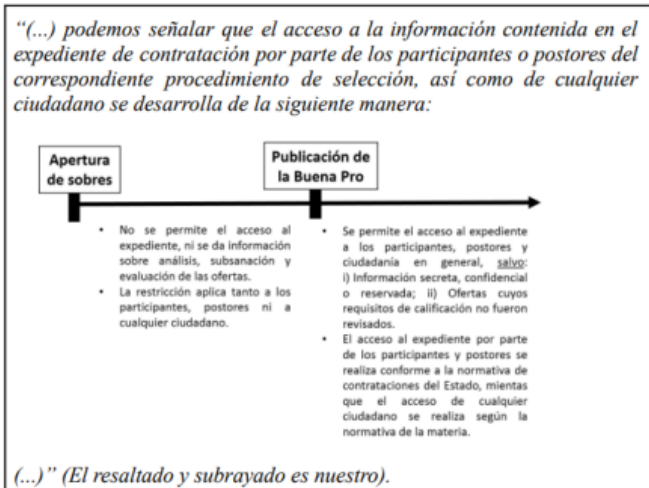 “(...) podemos señalar que el acceso a la información contenida en el
expediente de contratación por parte de los participantes o postores del
correspondiente procedimiento de selección, así como de cualquier
ciudadano se desarrolla de la siguiente manera:
Apertura
de sobres
Publicación de
la Buena Pro
• No se permite el acceso al
expediente, ni se da información
sobre análisis, subsanación y
evaluación de las ofertas.
• La restricción aplica tanto a los
participantes, postores ni a
cualquier ciudadano.
• Se permite el acceso al expediente
a los participantes, postores y
ciudadanía en general, salvo:
i) Información secreta, confidencial
o reservada; ii) Ofertas cuyos
requisitos de calificación no fueron
revisados.
• El acceso al expediente por parte
de los participantes y postores se
realiza conforme a la normativa de
contrataciones del Estado, mientas
que el acceso de cualquier
ciudadano se realiza según la
normativa de la materia.
(...)” (El resaltado y subrayado es nuestro).